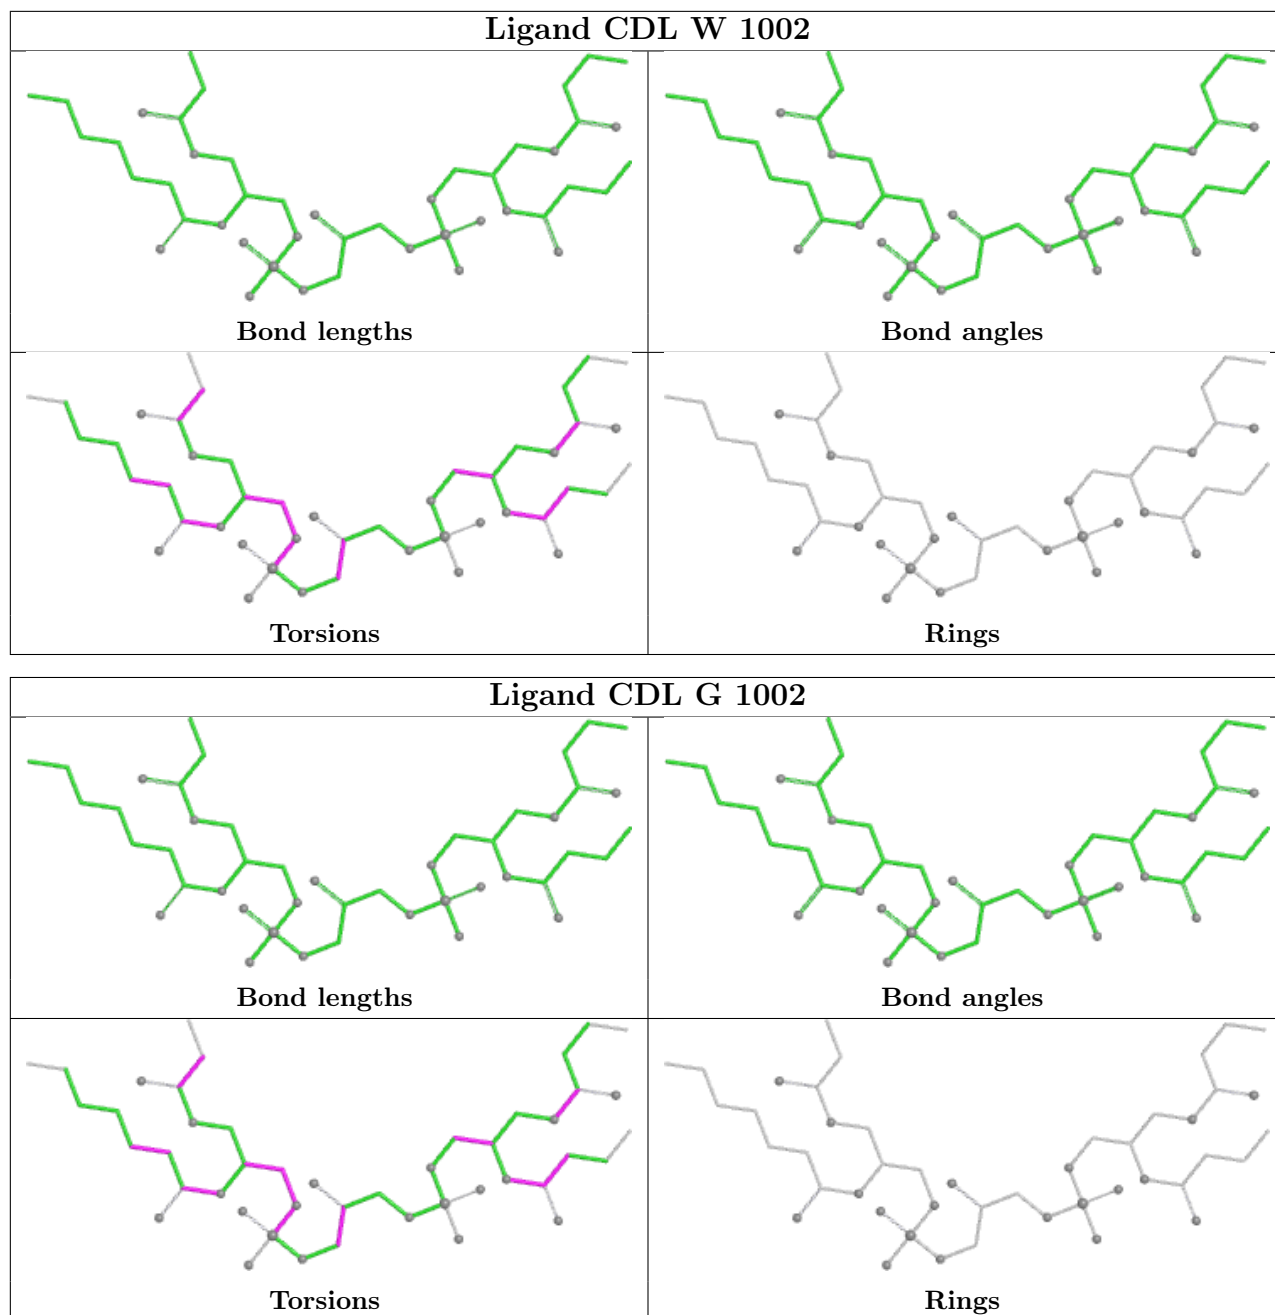 Ligand CDL W 1002
Bond lengths
Bond angles
Torsions
Rings
Ligand CDL G 1002
Bond lengths
Bond angles
Torsions
Rings